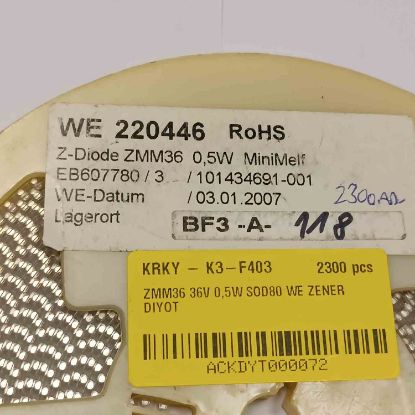 WE 220446 RoHS
Z-Diode ZMM36 0,5W MiniMelf
EB607780 / 3 / 101434691-001
WE-Datum / 03.01.2007
2300 AD
Lagerort BF3 -A- 118
KRKY - K3-F403 2300 pcs
ZMM36 36V 0,5W SOD80 WE ZENER
DIYOT
ACKDYT000072